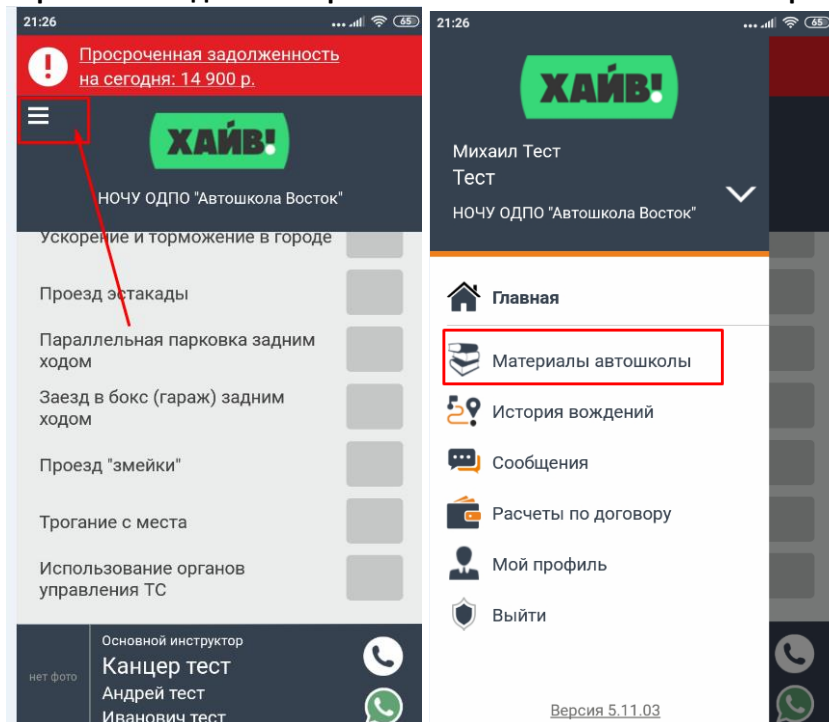 21:26
65
Просроченная задолженность
на сегодня: 14 900 р.
ХАЙВ!
НОЧУ ОДПО "Автошкола Восток"
Ускорение и торможение в городе
Проезд эстакады
Параллельная парковка задним
ходом
Заезд в бокс (гараж) задним
ходом
Проезд "змейки"
Трогание с места
Использование органов
управления ТС
нет фото
Основной инструктор
Канцер тест
Андрей тест
Иванович тест
21:26
65
ХАЙВ!
Михаил Тест
Тест
НОЧУ ОДПО "Автошкола Восток"
Главная
Материалы автошколы
История вождений
Сообщения
Расчеты по договору
Мой профиль
Выйти
Версия 5.11.03